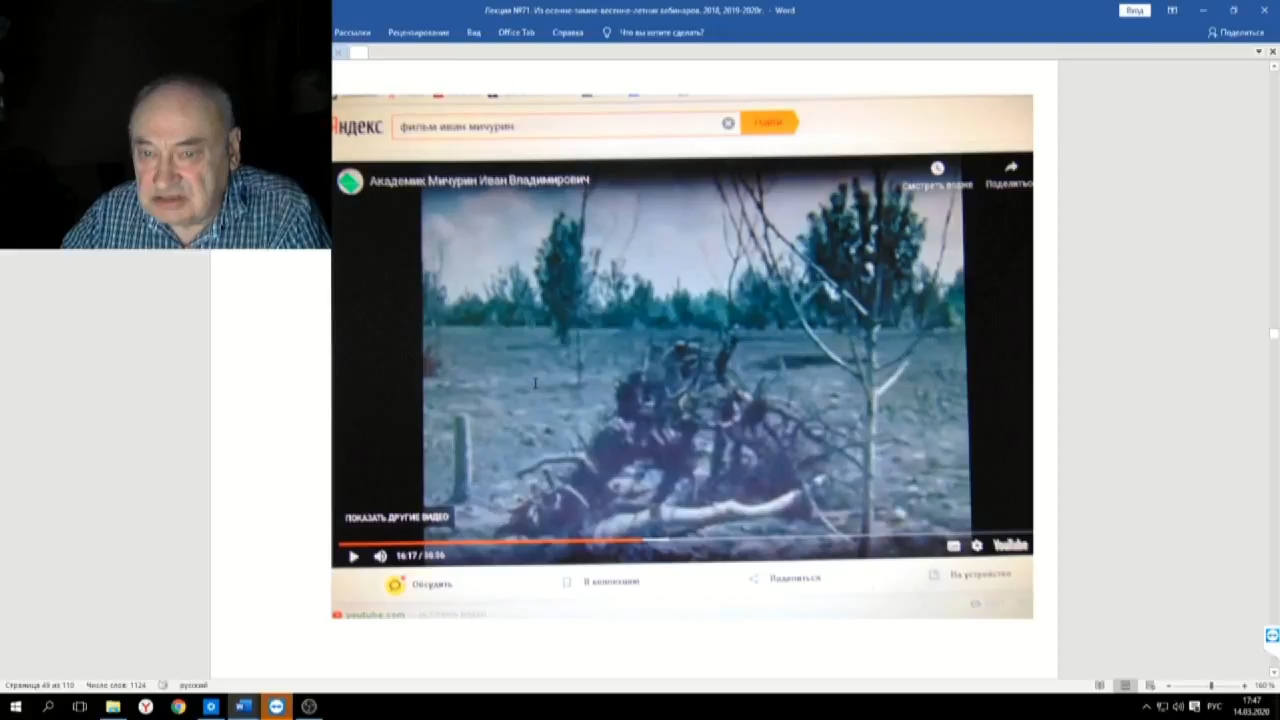 Лекция №71. Из осенне-зимне-весенне-летних вебинаров. 2018, 2019-2020г. - Word
Вход
Рассылки Рецензирование Вид Office Tab Справка Что вы хотите сделать? Поделиться
Яндекс фильм иван мичурин Найти
Академик Мичурин Иван Владимирович
Смотреть позже Поделиться
ПОКАЗАТЬ ДРУГИЕ ВИДЕО
16:17 /
YouTube
Обсудить В коллекцию Поделиться На устройство
youtube.com
Страница 49 из 110 Число слов: 1124 русский 160 %
РУС
17:47
14.03.2020